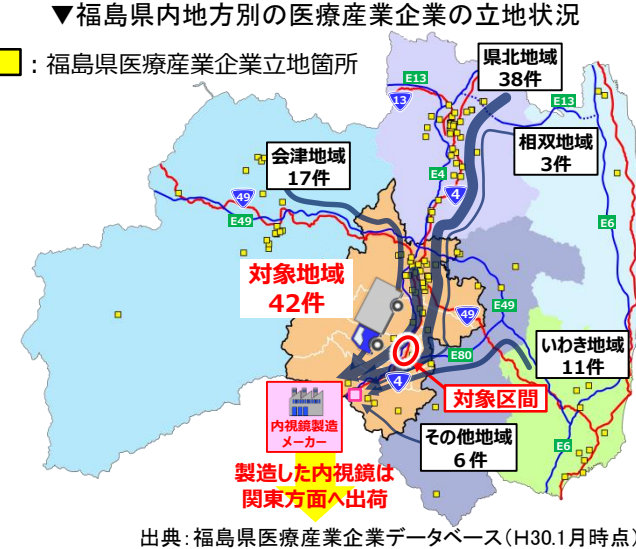 ▼福島県内地方別の医療産業企業の立地状況
：福島県医療産業企業立地箇所
県北地域
38件
E13
13
E13
相双地域
3件
会津地域
17件
E4
4
49
E49
E6
対象地域
42件
49
E49
E80
いわき地域
11件
4
対象区間
内視鏡製造
メーカー
その他地域
6件
E6
製造した内視鏡は
関東方面へ出荷
出典：福島県医療産業企業データベース（H30.1月時点）